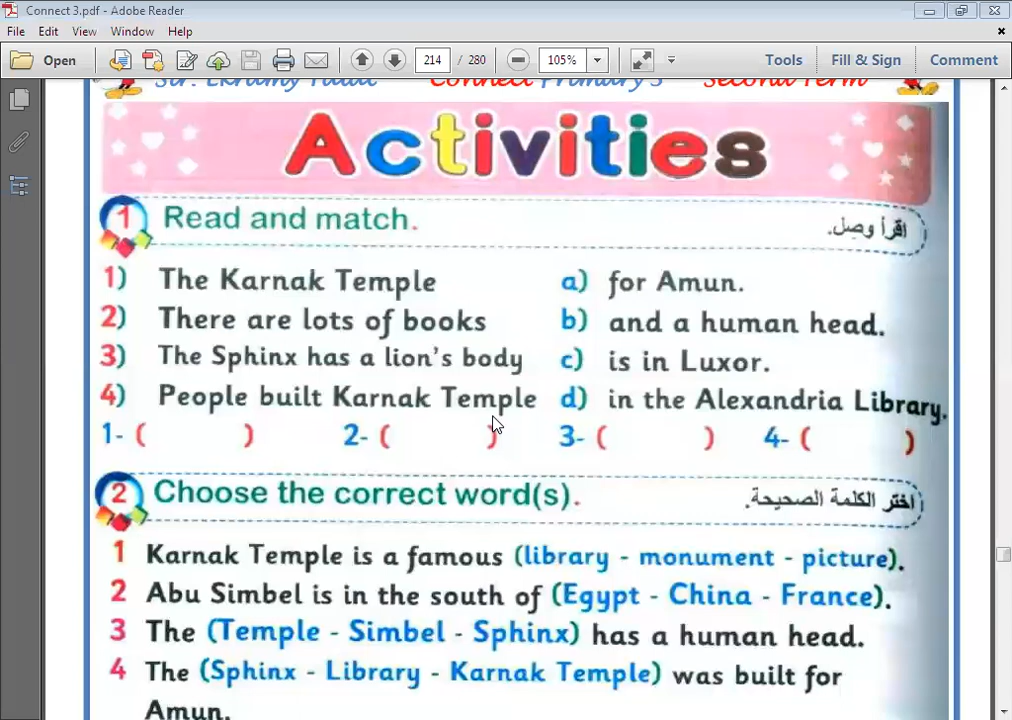 Connect 3.pdf - Adobe Reader
File Edit View Window Help
Open 214 / 280 105% Tools Fill & Sign Comment
Sir. Ekramy Talat Connect Primary 3 Second Term
Activities
1 Read and match. اقرأ وصِل.
1) The Karnak Temple a) for Amun.
2) There are lots of books b) and a human head.
3) The Sphinx has a lion's body c) is in Luxor.
4) People built Karnak Temple d) in the Alexandria Library.
1- ( ) 2- ( ) 3- ( ) 4- ( )
2 Choose the correct word(s). اختر الكلمة الصحيحة.
1 Karnak Temple is a famous (library - monument - picture).
2 Abu Simbel is in the south of (Egypt - China - France).
3 The (Temple - Simbel - Sphinx) has a human head.
4 The (Sphinx - Library - Karnak Temple) was built for
Amun.